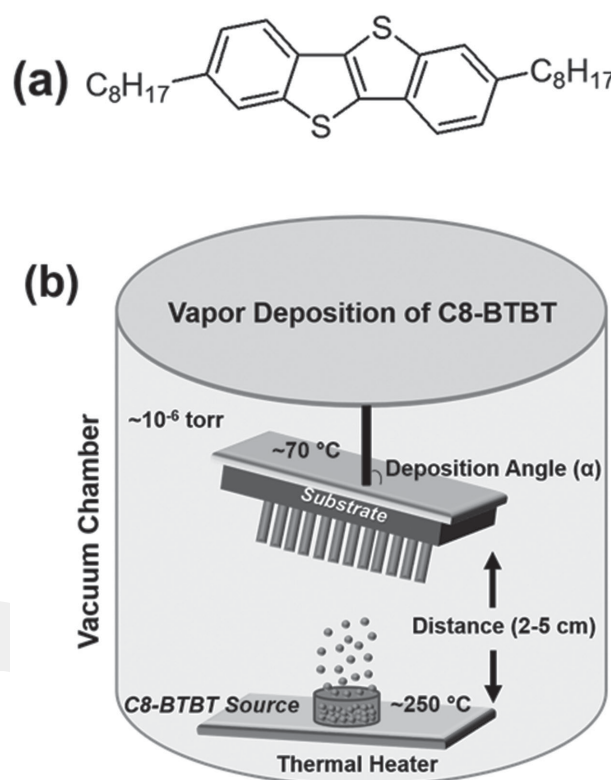 (a)
S
C₈H₁₇
C₈H₁₇
S
(b)
Vapor Deposition of C8-BTBT
~10⁻⁶ torr
~70 °C
Deposition Angle (α)
Substrate
Vacuum Chamber
Distance (2-5 cm)
C8-BTBT Source
~250 °C
Thermal Heater